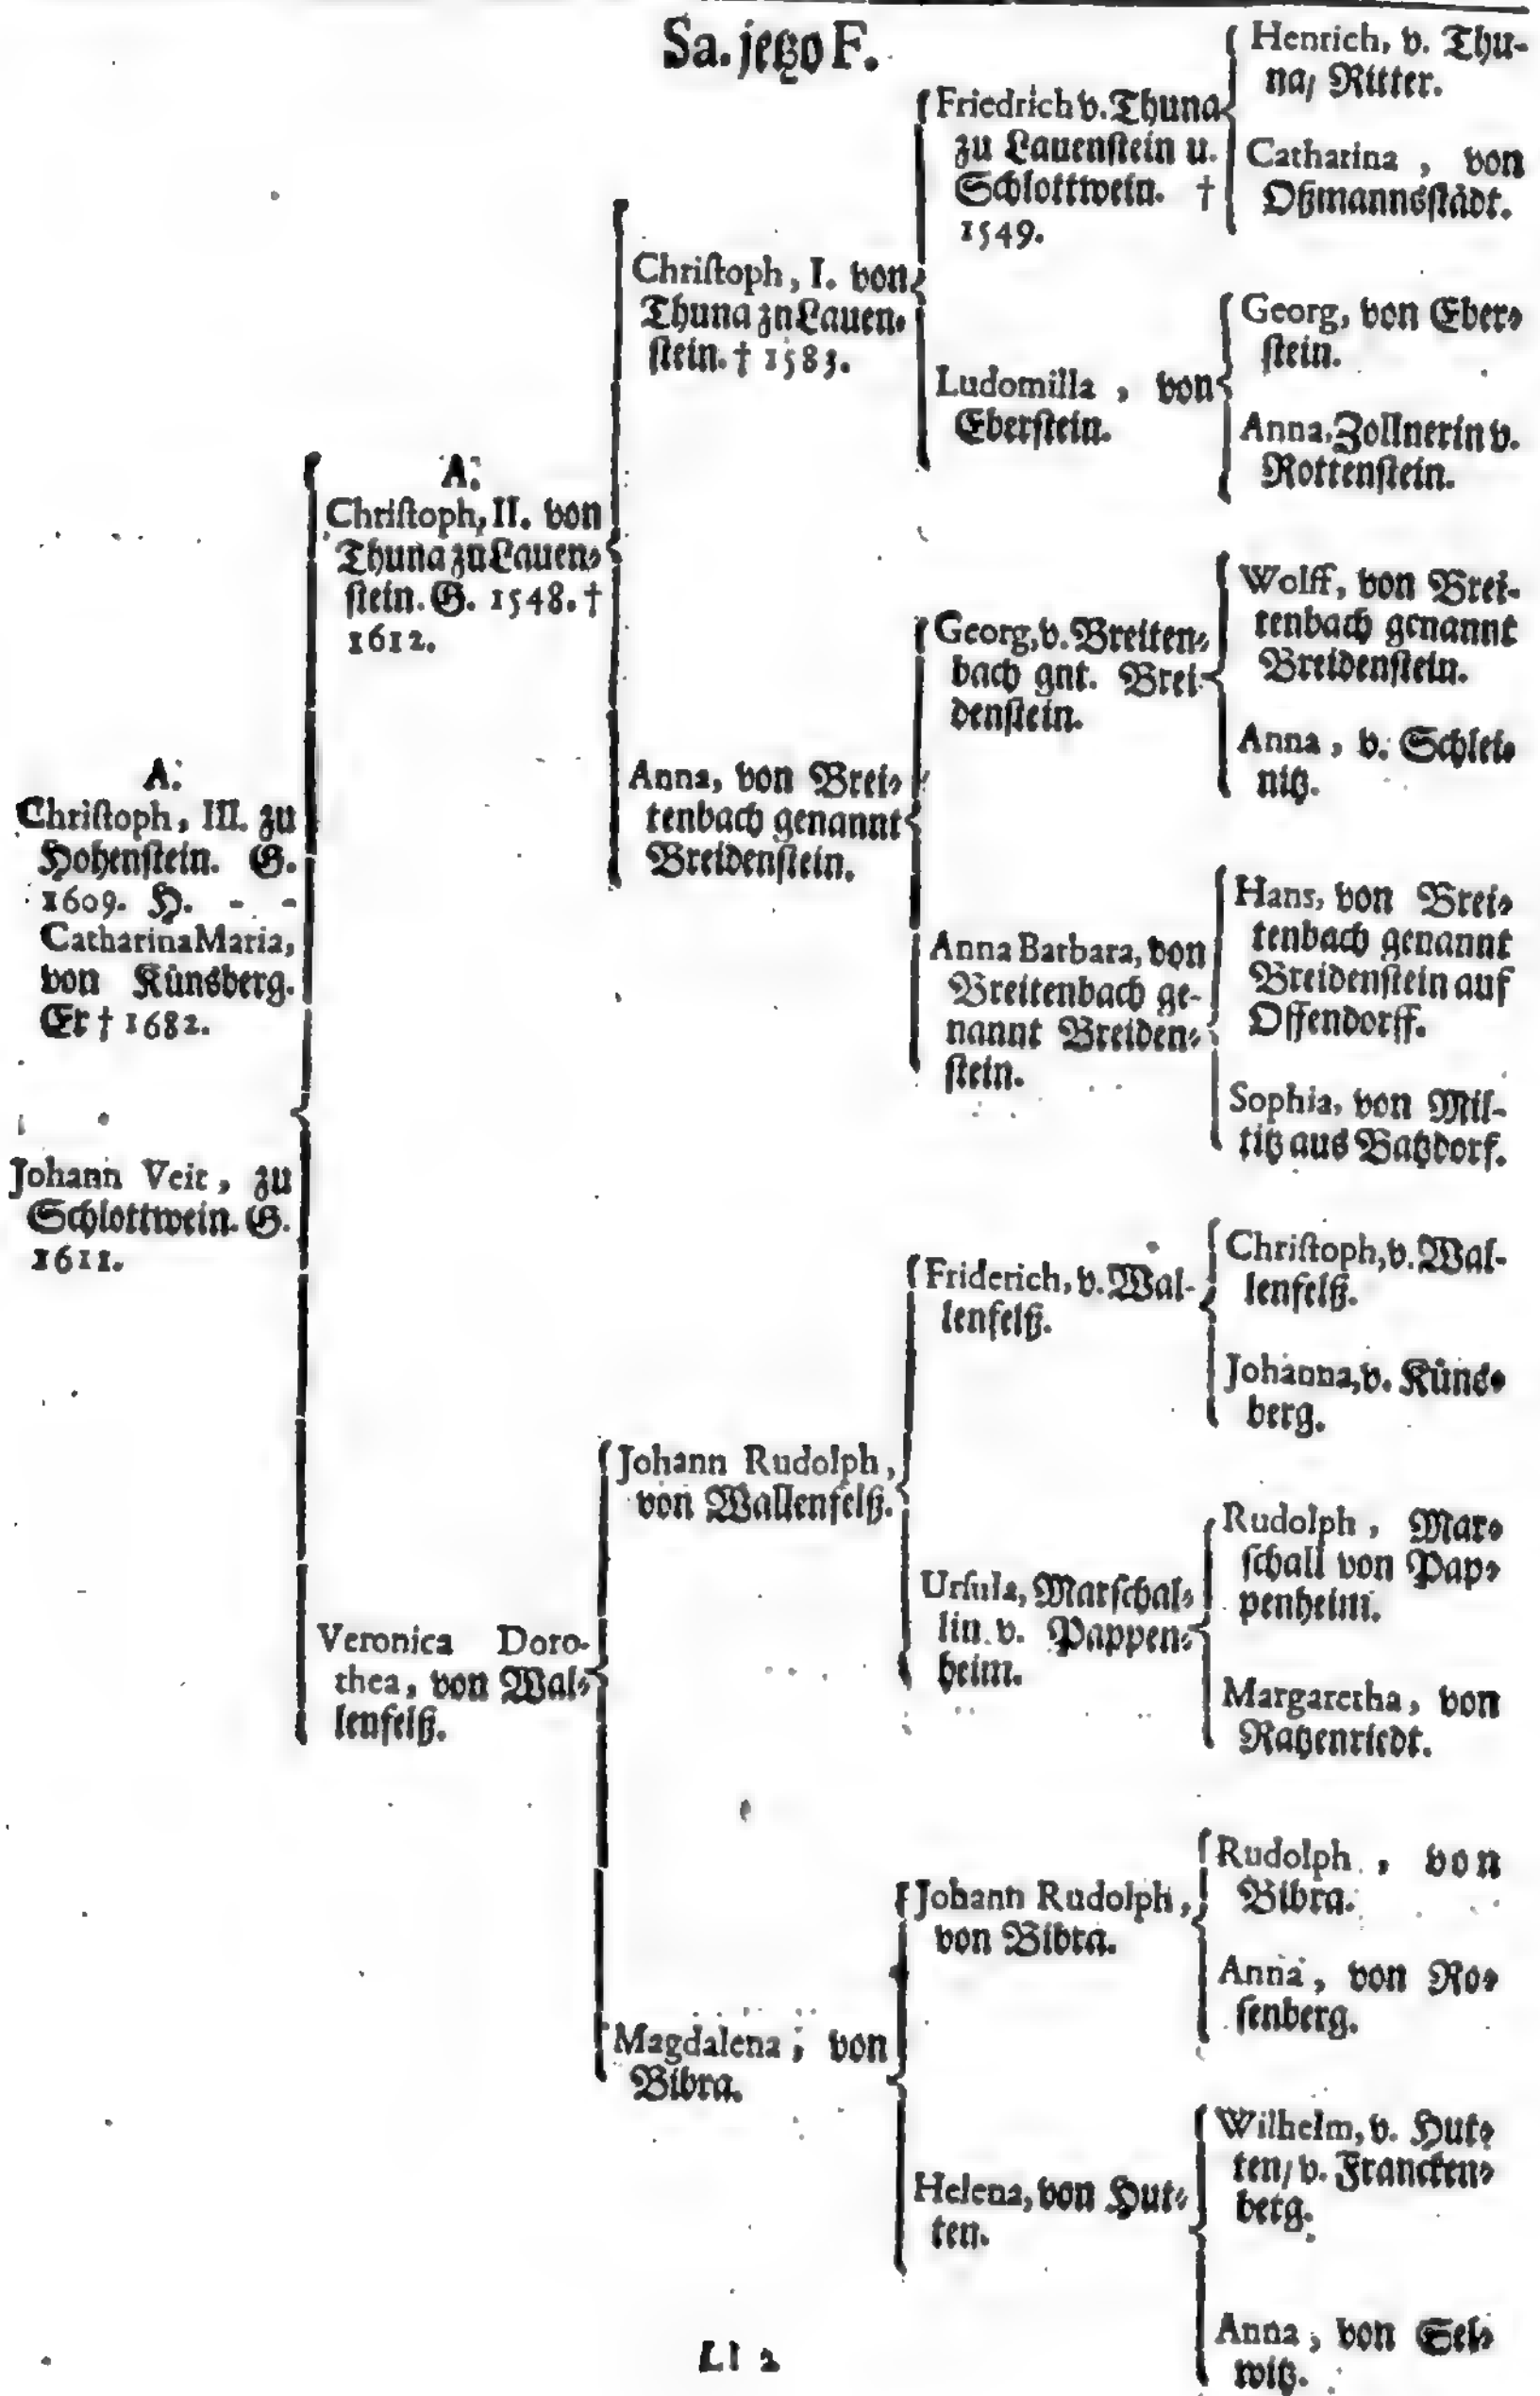 Sa. jetzo F.
A.
Christoph, III. zu
Hohenstein. G.
1609. H. - -
Catharina Maria,
von Künsberg.
Er † 1682.
Johann Veit, zu
Schlottwein. G.
1611.
A.
Christoph, II. von
Thuna zu Lauen-
stein. G. 1548. †
1612.
Veronica Doro-
thea, von Wal-
lenfelß.
Christoph, I. von
Thuna zn Lauen-
stein. † 1583.
Anna, von Brei-
tenbach genannt
Breidenstein.
Johann Rudolph,
von Wallenfelß.
Magdalena, von
Bibra.
Friedrich v. Thuna
zu Lauenstein u.
Schlottwein. †
1549.
Ludomilla, von
Eberstein.
Georg, v. Breiten-
bach gnt. Brei-
denstein.
Anna Barbara, von
Breitenbach ge-
nannt Breiden-
stein.
Friderich, v. Wal-
lenfelß.
Ursula, Marschal-
lin v. Pappen-
heim.
Johann Rudolph,
von Bibra.
Helena, von Hut-
ten.
Henrich, v. Thu-
na, Ritter.
Catharina, von
Oßmannsstädt.
Georg, von Eber-
stein.
Anna, Zollnerin v.
Rottenstein.
Wolff, von Brei-
tenbach genannt
Breidenstein.
Anna, v. Schlei-
nitz.
Hans, von Brei-
tenbach genannt
Breidenstein auf
Offendorff.
Sophia, von Mil-
titz aus Batzdorf.
Christoph, v. Wal-
lenfelß.
Johanna, v. Küns-
berg.
Rudolph, Mar-
schall von Pap-
penheim.
Margaretha, von
Ratzenriedt.
Rudolph, von
Bibra.
Anna, von Ro-
senberg.
Wilhelm, v. Hut-
ten, v. Francken-
berg.
Anna, von Sel-
witz.
Ll 2